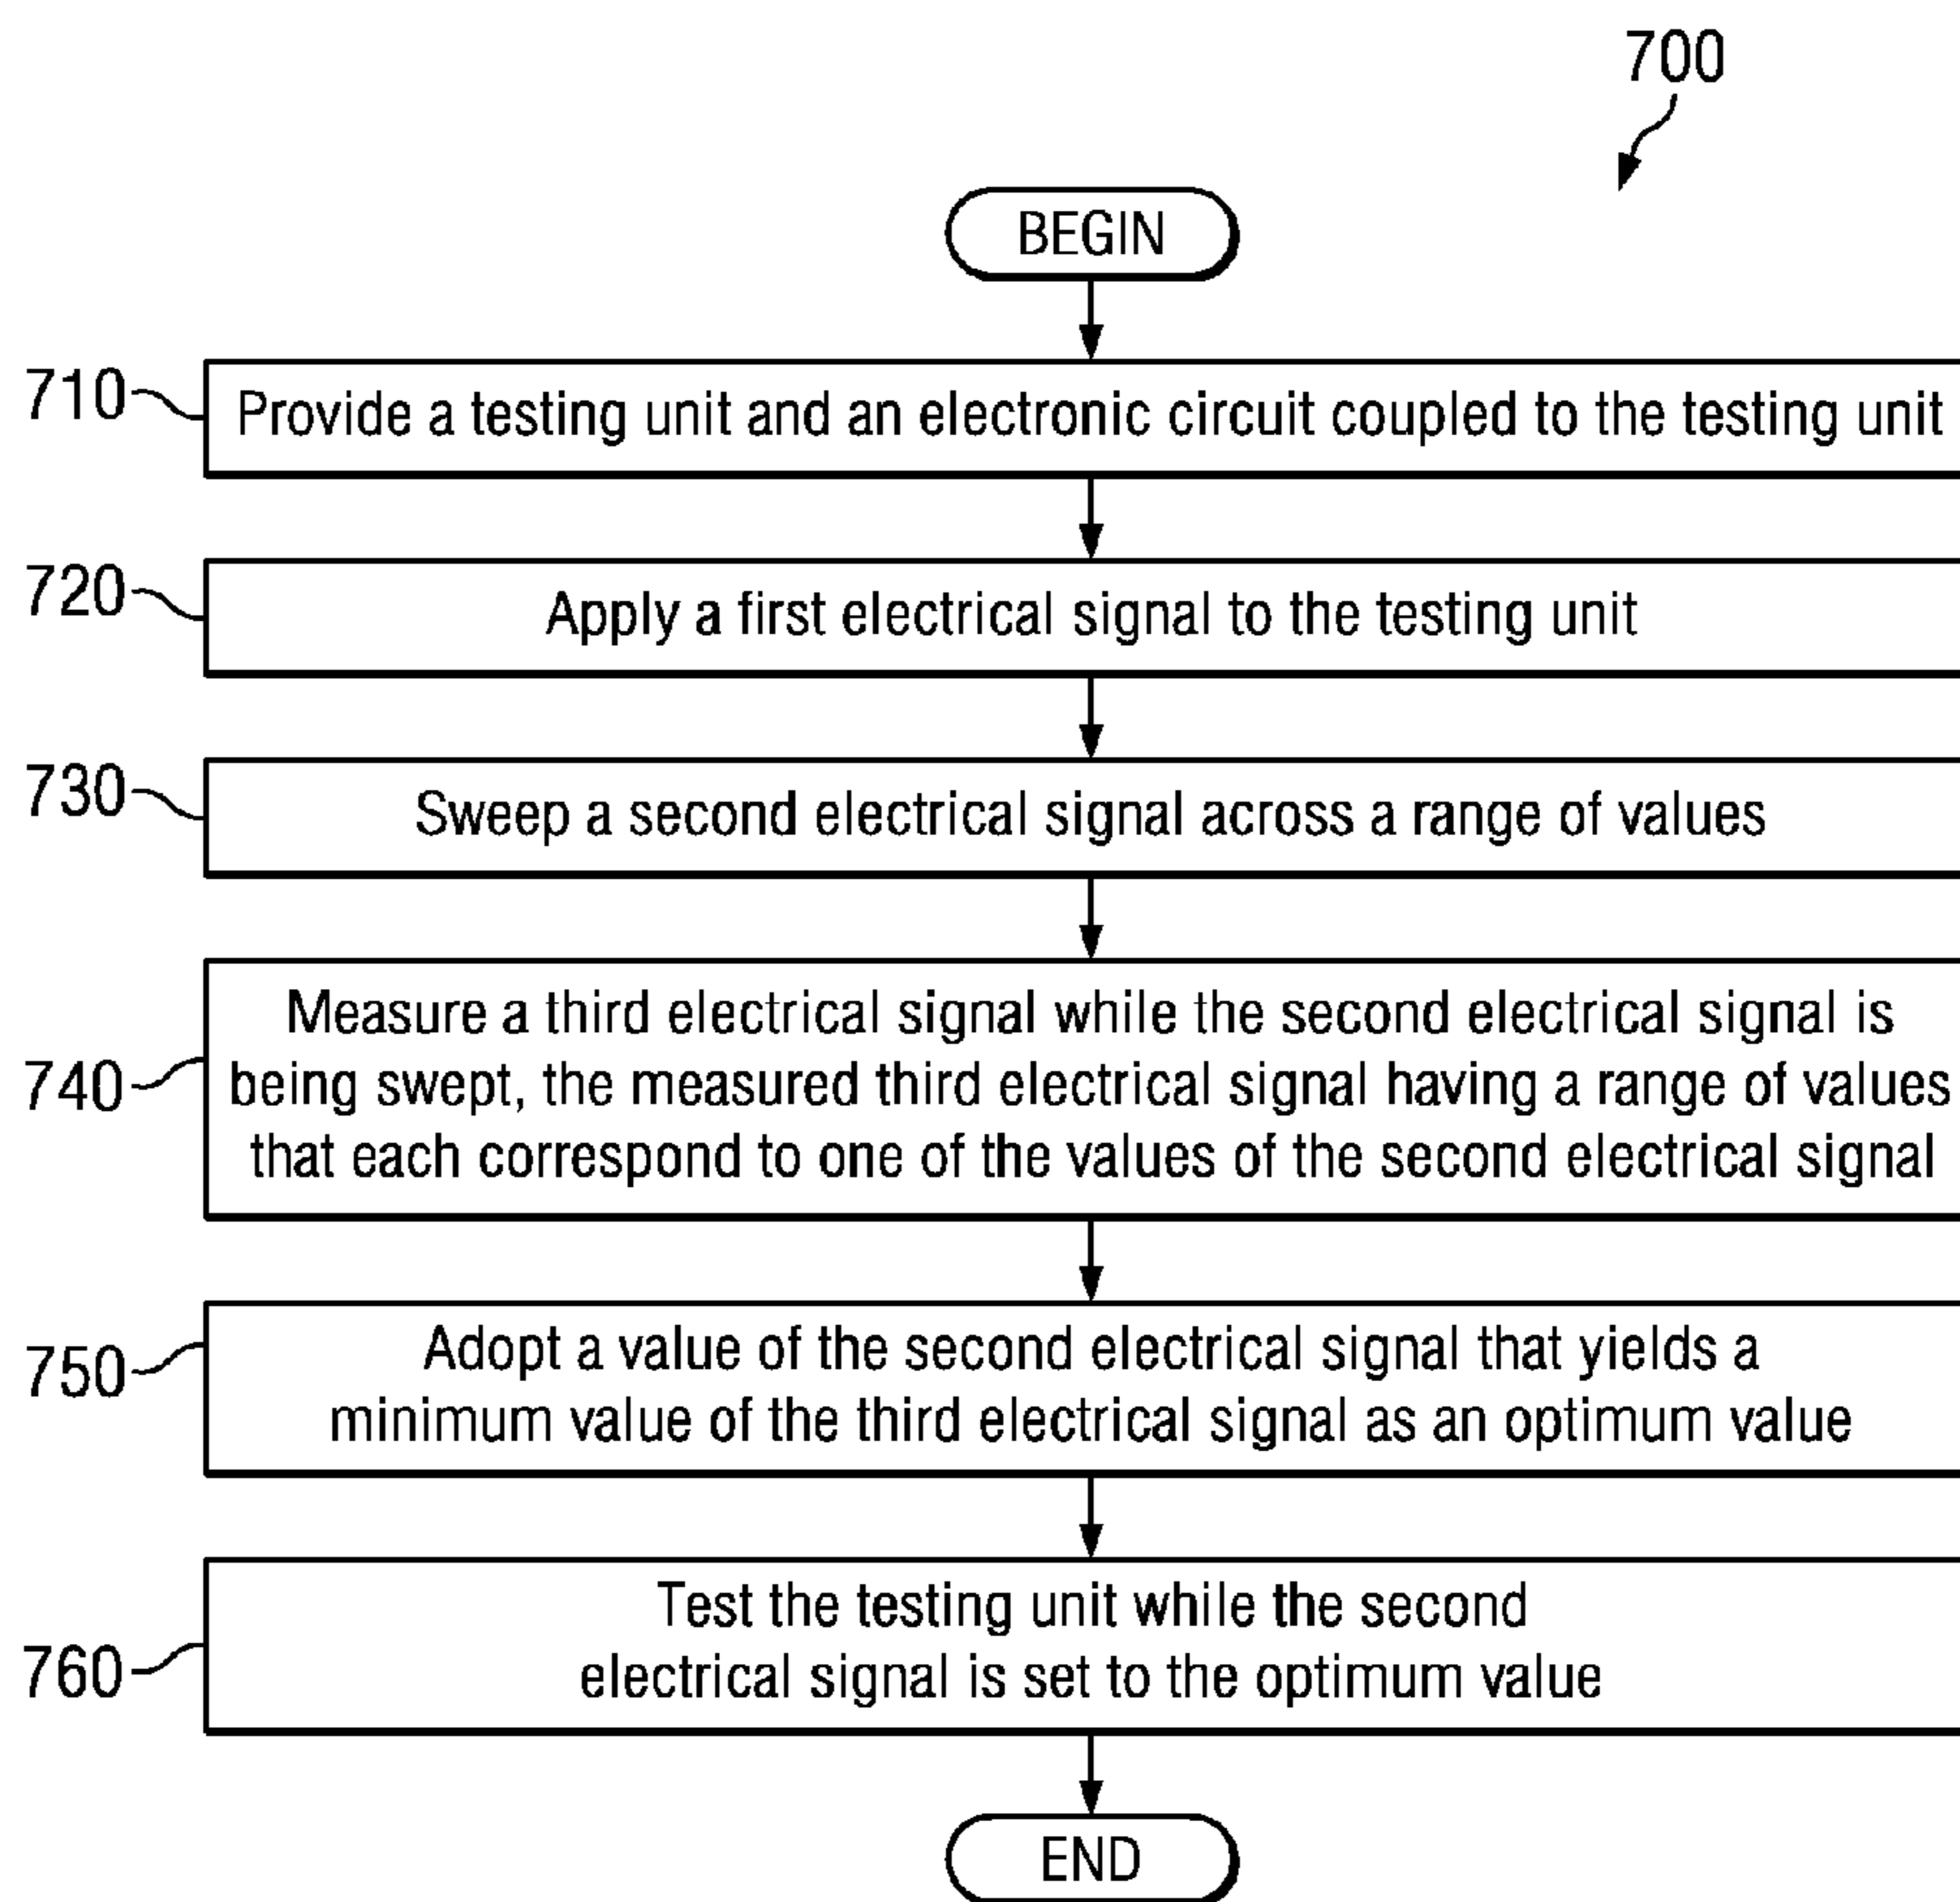 700
BEGIN
710
Provide a testing unit and an electronic circuit coupled to the testing unit
720
Apply a first electrical signal to the testing unit
730
Sweep a second electrical signal across a range of values
740
Measure a third electrical signal while the second electrical signal is
being swept, the measured third electrical signal having a range of values
that each correspond to one of the values of the second electrical signal
750
Adopt a value of the second electrical signal that yields a
minimum value of the third electrical signal as an optimum value
760
Test the testing unit while the second
electrical signal is set to the optimum value
END